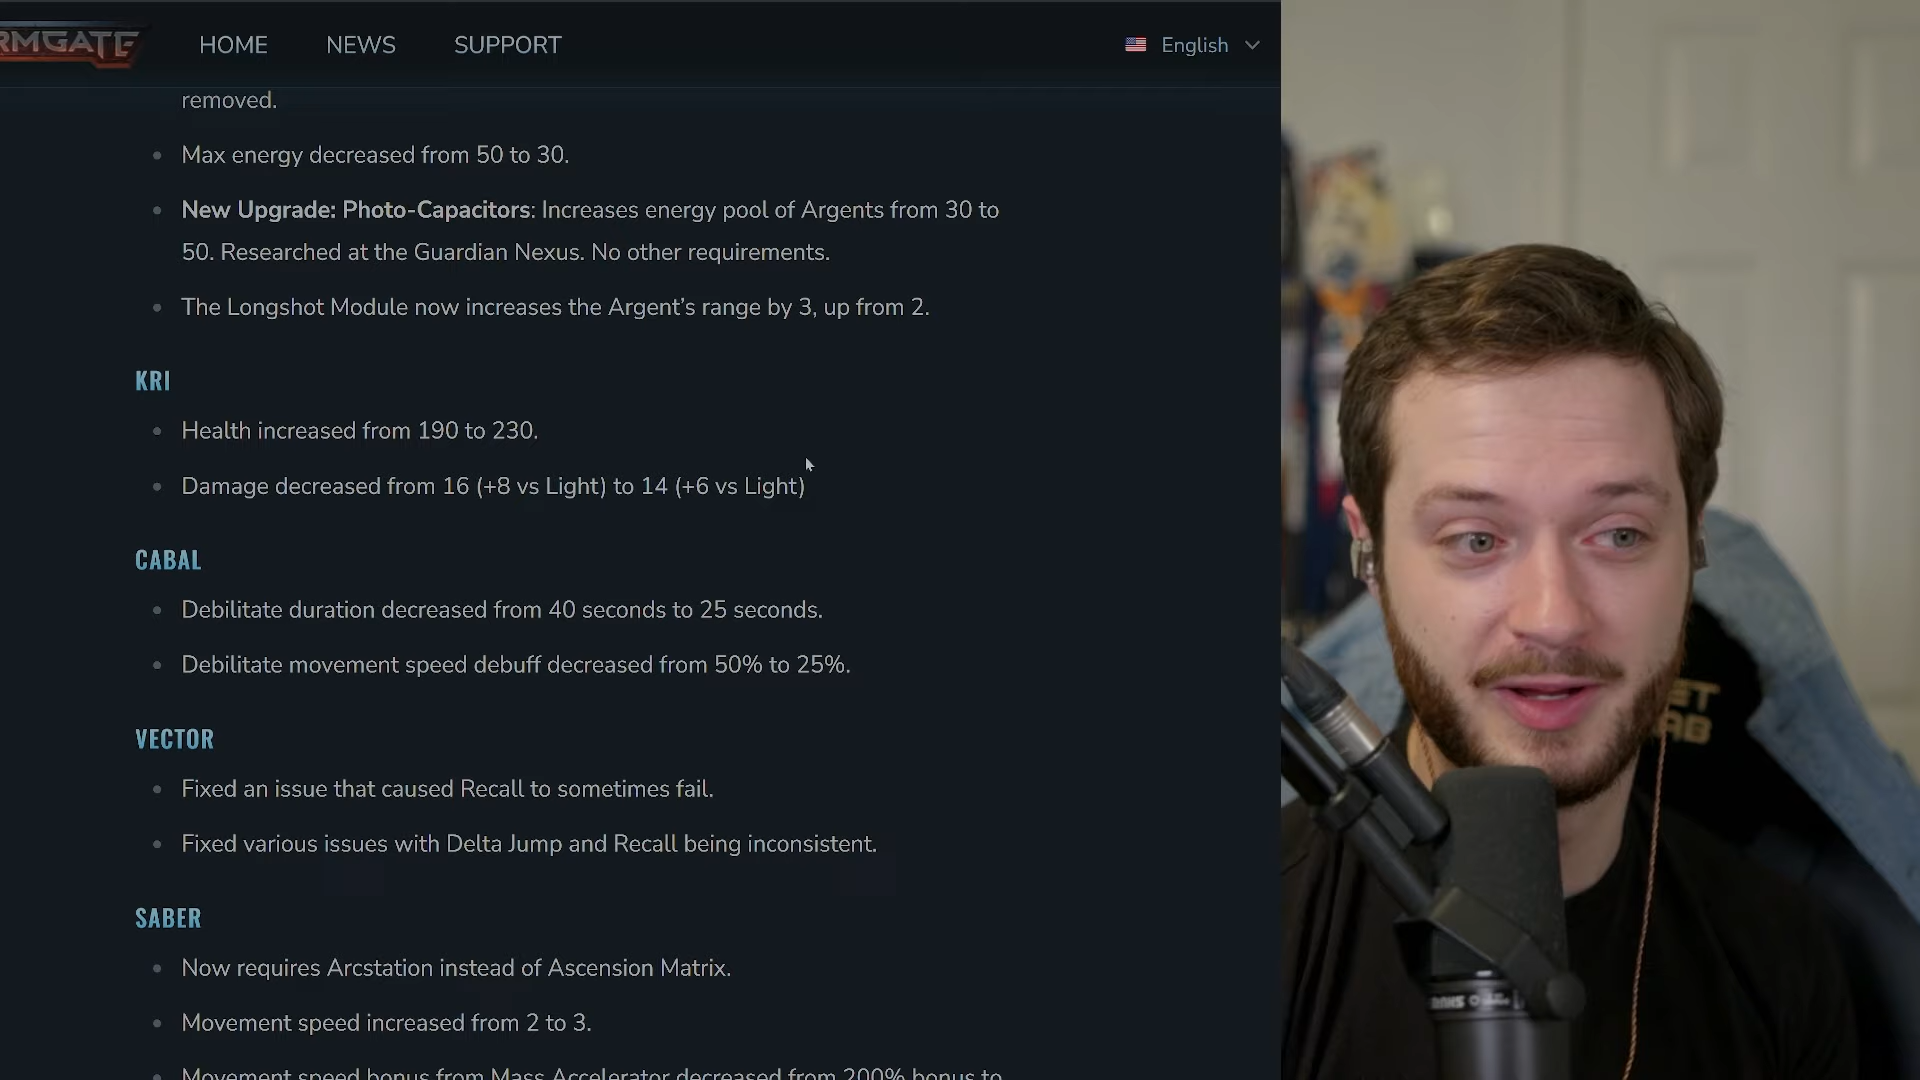 RMGATE HOME NEWS SUPPORT English
removed.
Max energy decreased from 50 to 30.
New Upgrade: Photo-Capacitors: Increases energy pool of Argents from 30 to
50. Researched at the Guardian Nexus. No other requirements.
The Longshot Module now increases the Argent’s range by 3, up from 2.
KRI
Health increased from 190 to 230.
Damage decreased from 16 (+8 vs Light) to 14 (+6 vs Light)
CABAL
Debilitate duration decreased from 40 seconds to 25 seconds.
Debilitate movement speed debuff decreased from 50% to 25%.
VECTOR
Fixed an issue that caused Recall to sometimes fail.
Fixed various issues with Delta Jump and Recall being inconsistent.
SABER
Now requires Arcstation instead of Ascension Matrix.
Movement speed increased from 2 to 3.
Movement speed bonus from Mass Accelerator decreased from 200% bonus to